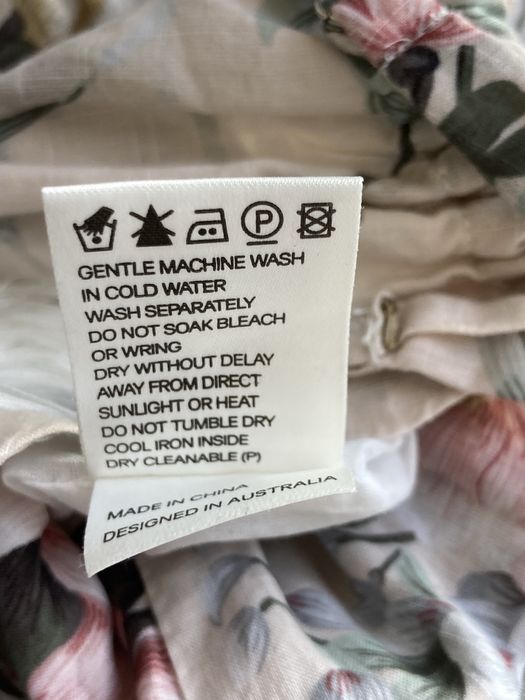 P
GENTLE MACHINE WASH
IN COLD WATER
WASH SEPARATELY
DO NOT SOAK BLEACH
OR WRING
DRY WITHOUT DELAY
AWAY FROM DIRECT
SUNLIGHT OR HEAT
DO NOT TUMBLE DRY
COOL IRON INSIDE
DRY CLEANABLE (P)
MADE IN CHINA
DESIGNED IN AUSTRALIA